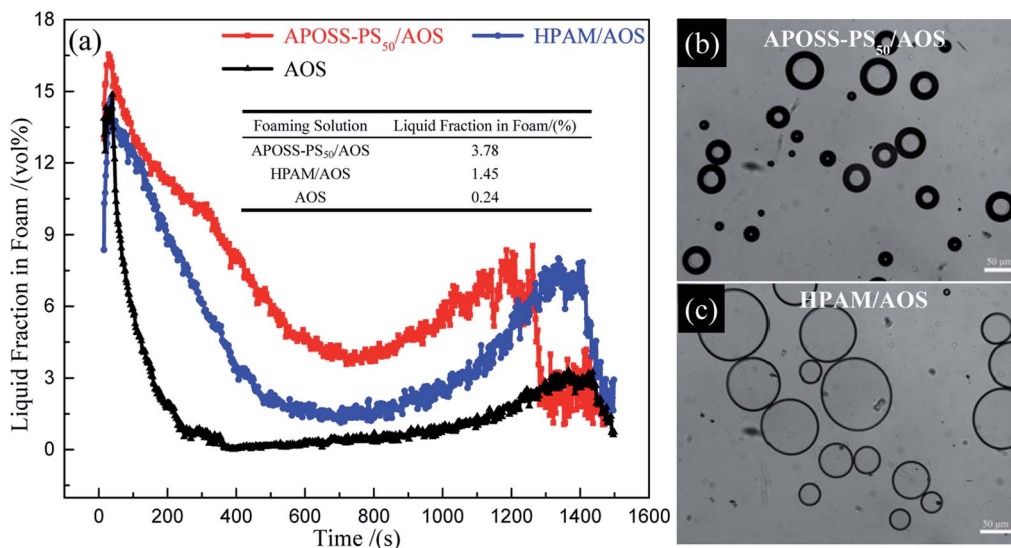 (a)
APOSS-PS50/AOS
HPAM/AOS
AOS
Foaming Solution Liquid Fraction in Foam/(%)
APOSS-PS50/AOS 3.78
HPAM/AOS 1.45
AOS 0.24
Liquid Fraction in Foam /(vol%)
18
15
12
9
6
3
0
0 200 400 600 800 1000 1200 1400 1600
Time /(s)
(b) APOSS-PS50/AOS
50 μm
(c) HPAM/AOS
50 μm